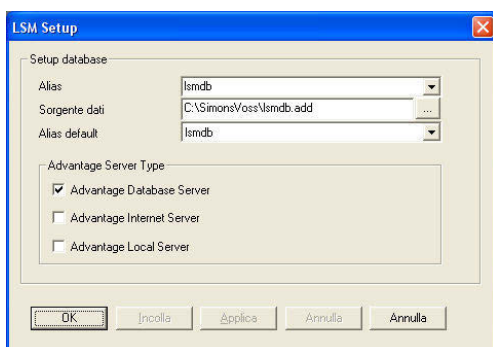 LSM Setup
Setup database
Alias lsmdb
Sorgente dati C:\SimonsVoss\lsmdb.add ...
Alias default lsmdb
Advantage Server Type
Advantage Database Server
Advantage Internet Server
Advantage Local Server
OK Incolla Applica Annulla Annulla